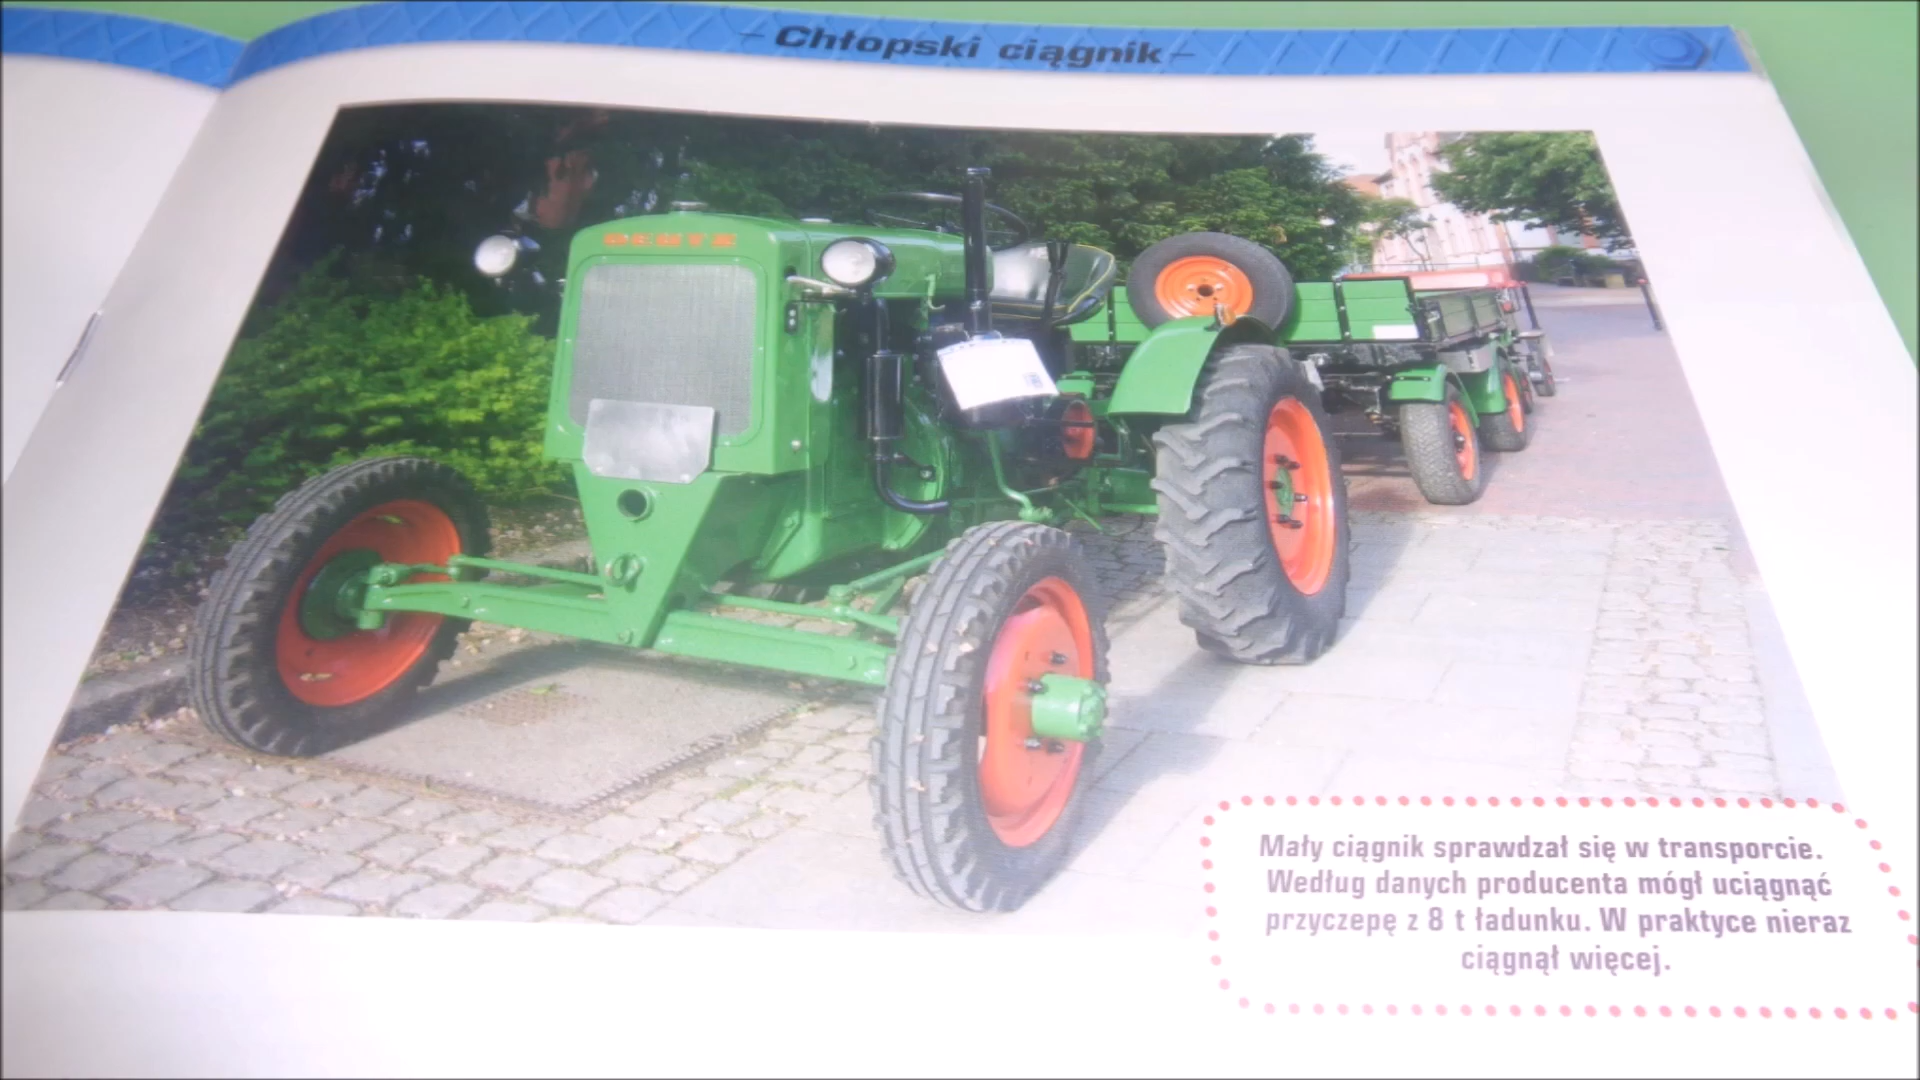 – Chłopski ciągnik –
DEUTZ
Mały ciągnik sprawdzał się w transporcie.
Według danych producenta mógł uciągnąć
przyczepę z 8 t ładunku. W praktyce nieraz
ciągnął więcej.